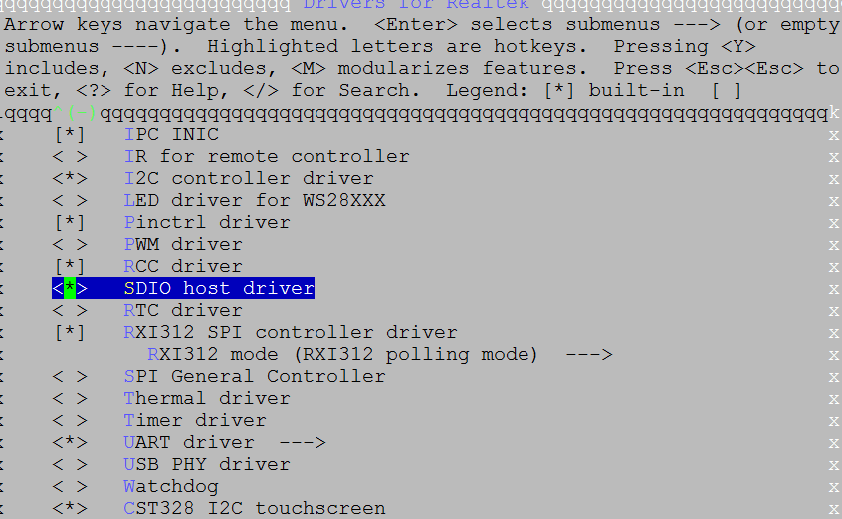 qqqqqqqqqqqqqqqqqqqqqqqqq Drivers for Realtek qqqqqqqqqqqqqqqqqqqqqqqqqq
Arrow keys navigate the menu.  <Enter> selects submenus ---> (or empty
submenus ----).  Highlighted letters are hotkeys.  Pressing <Y>
includes, <N> excludes, <M> modularizes features.  Press <Esc><Esc> to
exit, <?> for Help, </> for Search.  Legend: [*] built-in  [ ]
lqqqq^(-)qqqqqqqqqqqqqqqqqqqqqqqqqqqqqqqqqqqqqqqqqqqqqqqqqqqqqqqqqqqqqqk
x    [*]   IPC INIC x
x    < >   IR for remote controller x
x    <*>   I2C controller driver x
x    < >   LED driver for WS28XXX x
x    [*]   Pinctrl driver x
x    < >   PWM driver x
x    [*]   RCC driver x
x    <*>   SDIO host driver x
x    < >   RTC driver x
x    [*]   RXI312 SPI controller driver x
x            RXI312 mode (RXI312 polling mode)  ---> x
x    < >   SPI General Controller x
x    < >   Thermal driver x
x    < >   Timer driver x
x    <*>   UART driver  ---> x
x    < >   USB PHY driver x
x    < >   Watchdog x
x    <*>   CST328 I2C touchscreen x